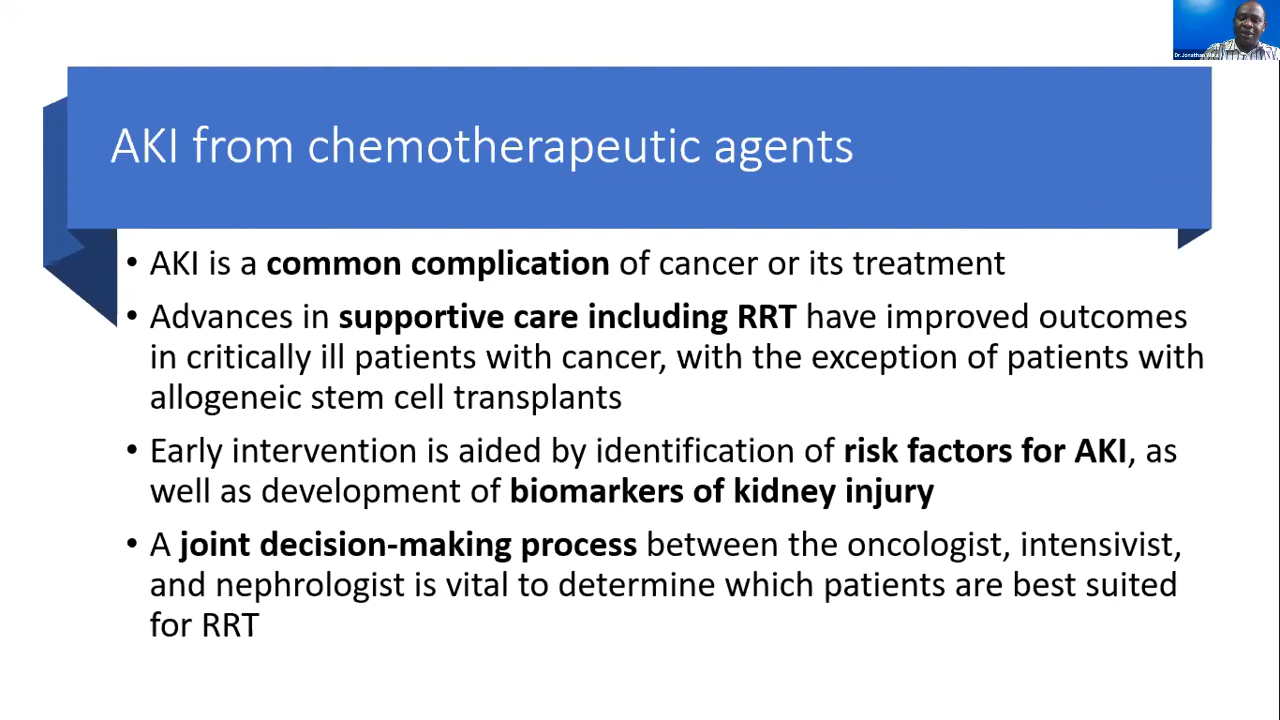 Dr.Jonathan
AKI from chemotherapeutic agents
• AKI is a common complication of cancer or its treatment
• Advances in supportive care including RRT have improved outcomes
in critically ill patients with cancer, with the exception of patients with
allogeneic stem cell transplants
• Early intervention is aided by identification of risk factors for AKI, as
well as development of biomarkers of kidney injury
• A joint decision-making process between the oncologist, intensivist,
and nephrologist is vital to determine which patients are best suited
for RRT